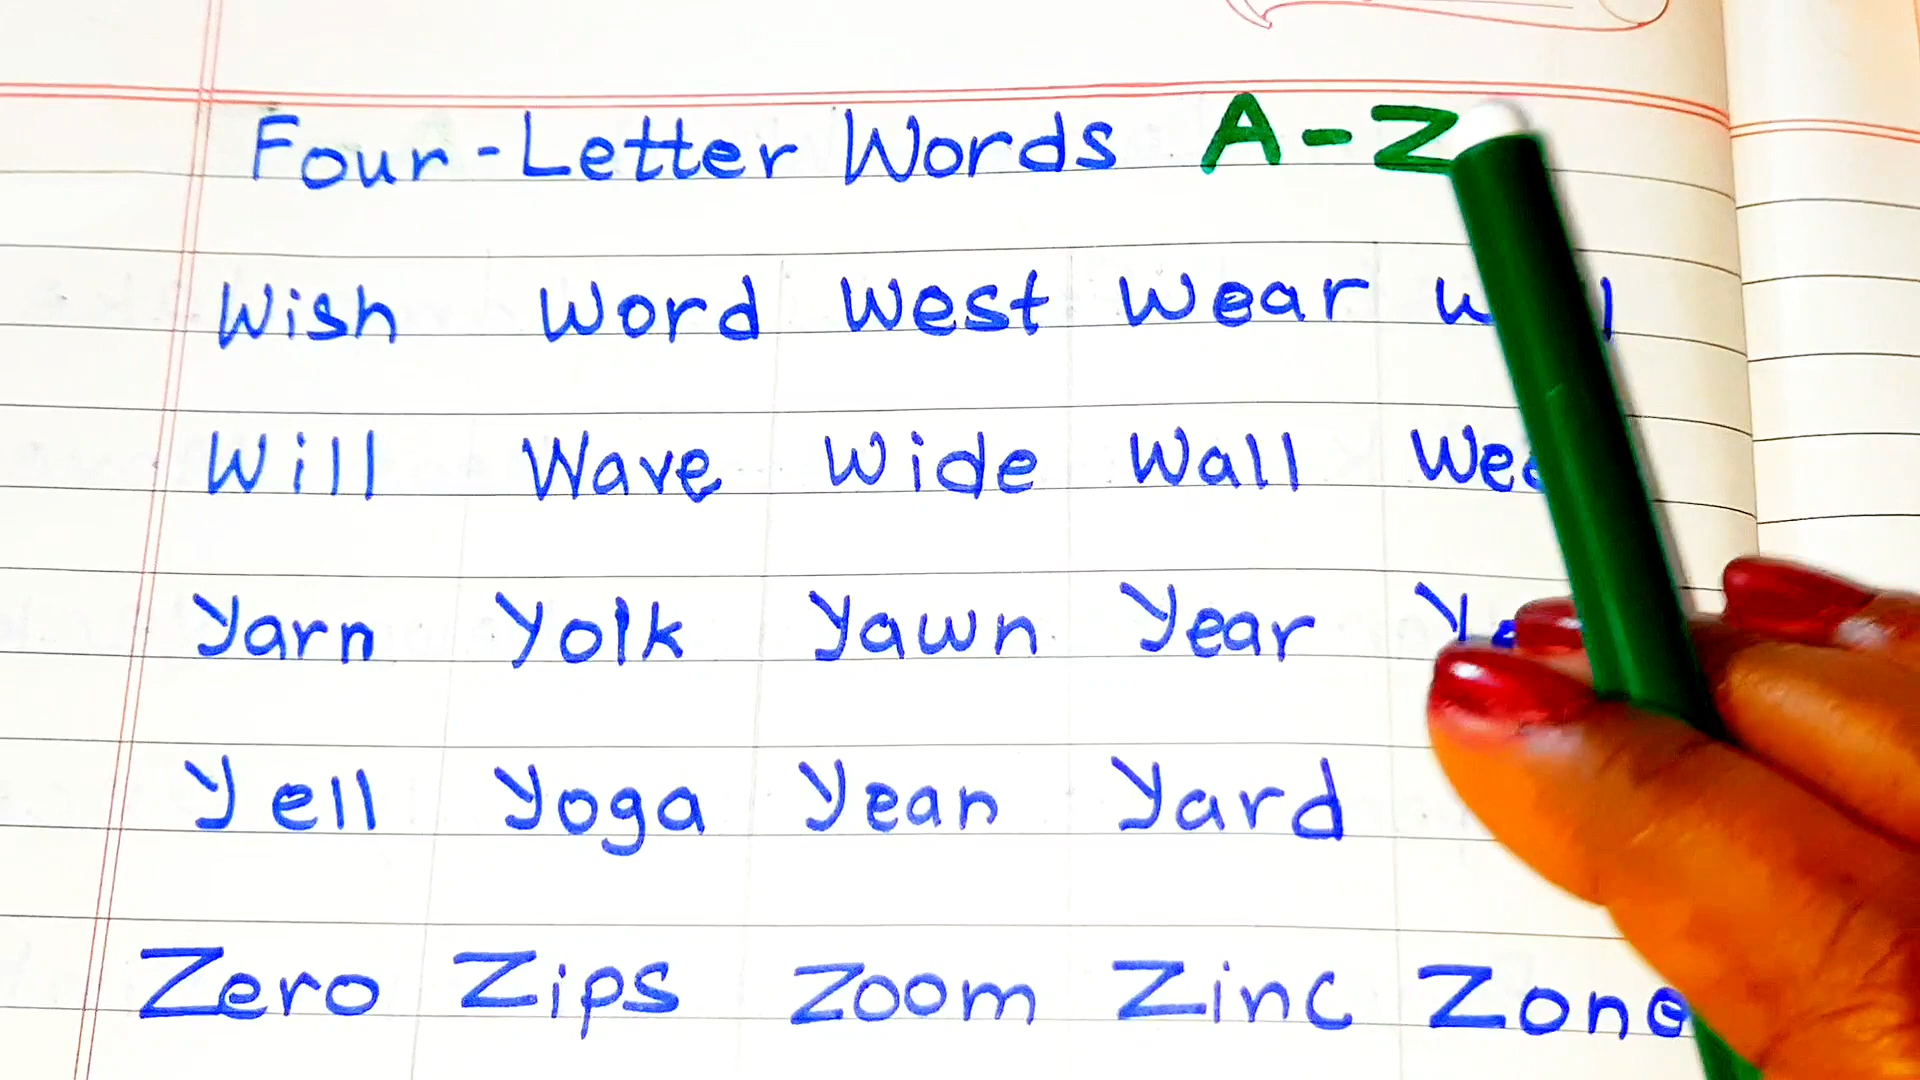 Four-Letter Words A-Z
Wish Word West Wear
Will Wave Wide Wall
Yarn Yolk Yawn Year
Yell Yoga Yean Yard
Zero Zips Zoom Zinc Zone